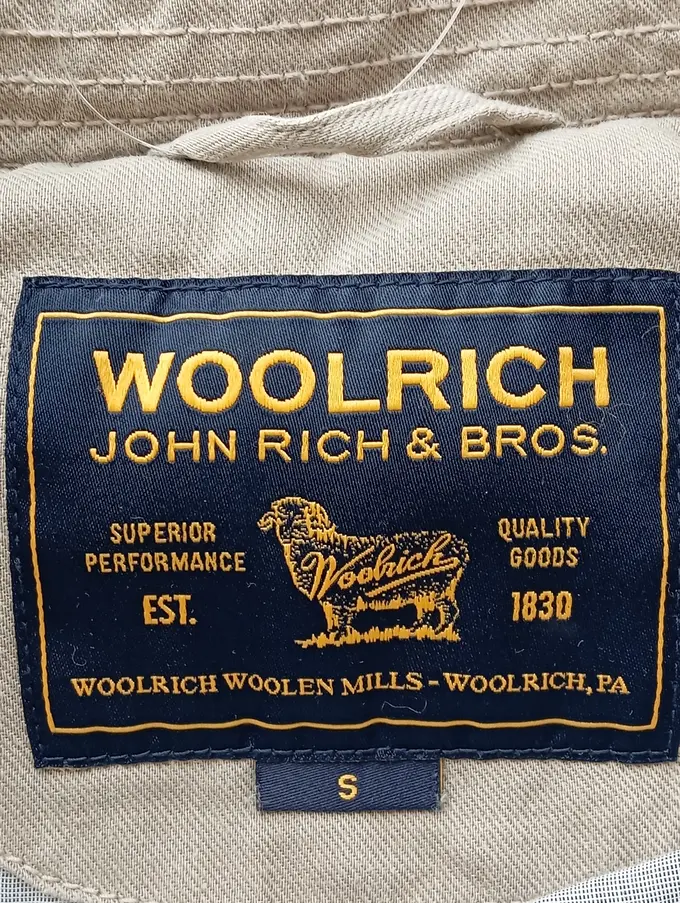 WOOLRICH
JOHN RICH & BROS.
SUPERIOR
PERFORMANCE
EST.
Woolrich
QUALITY
GOODS
1830
WOOLRICH WOOLEN MILLS - WOOLRICH, PA
S